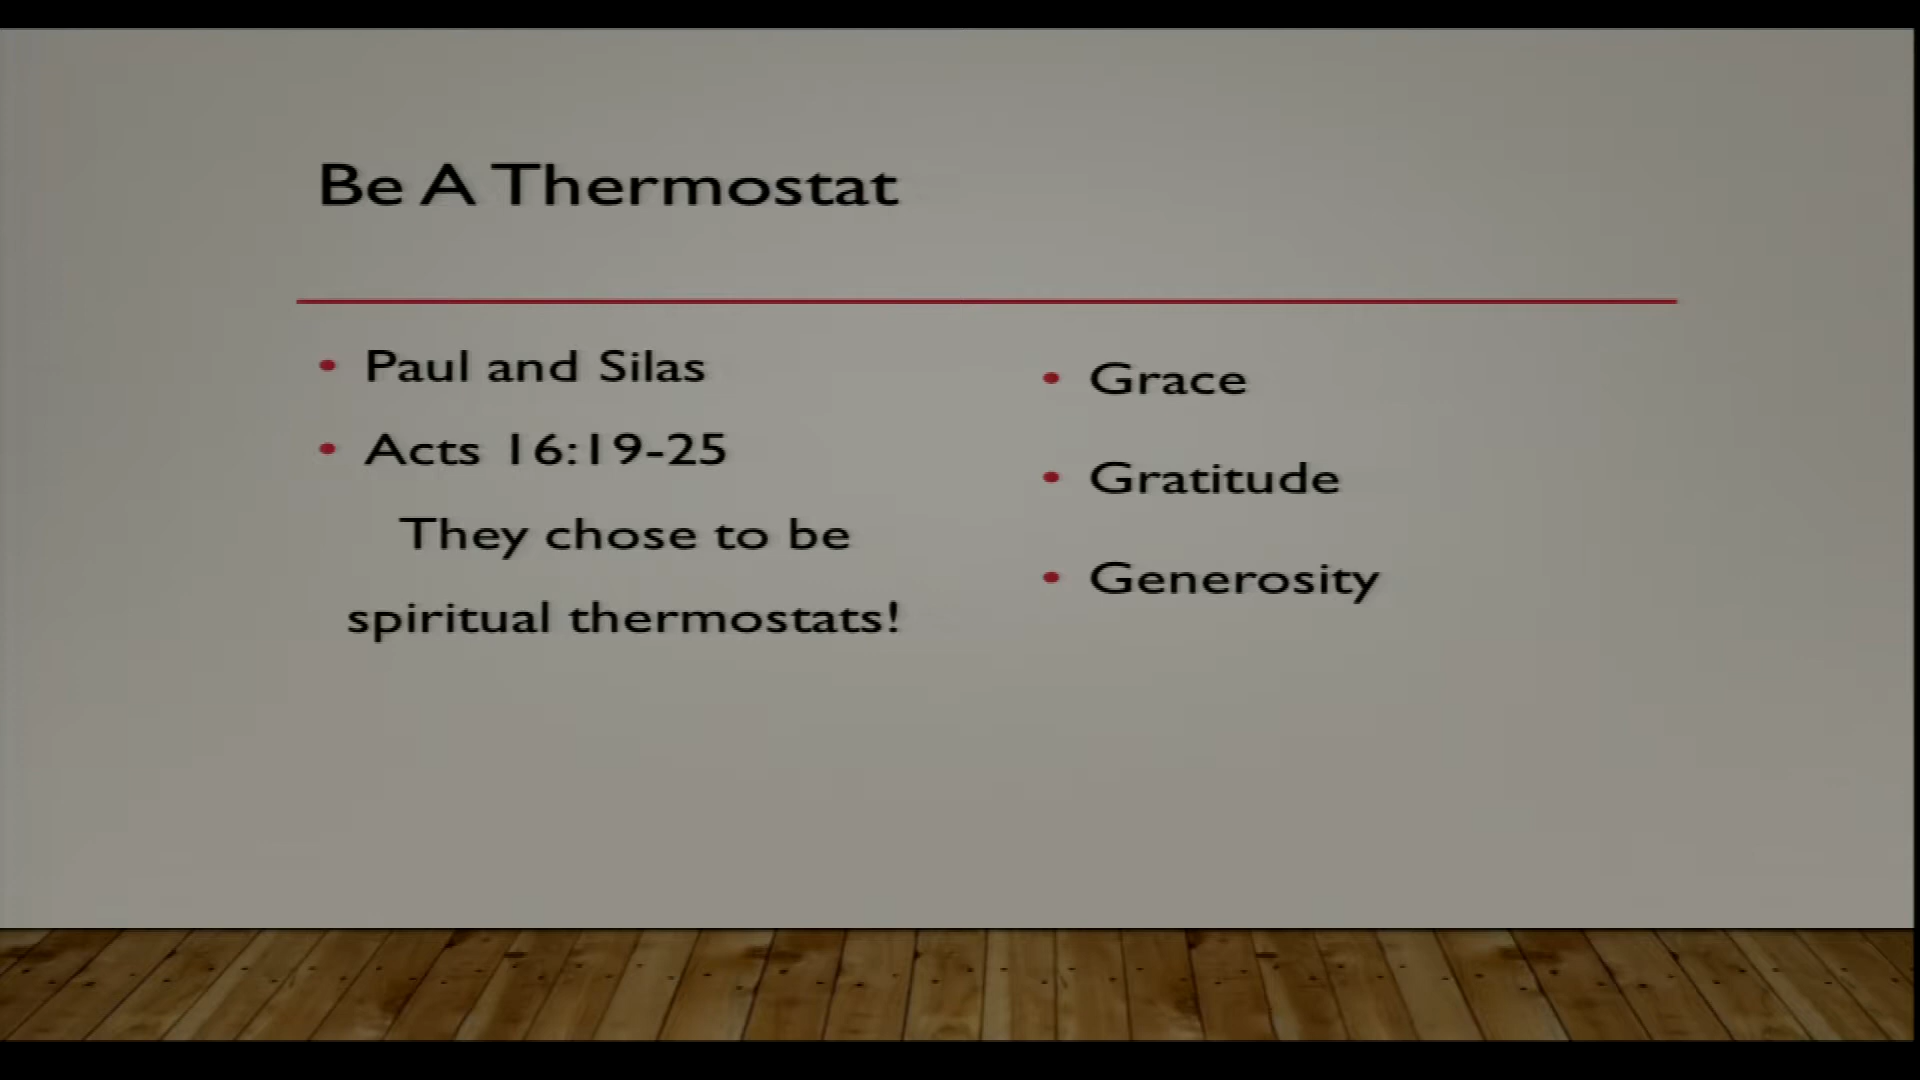 Be A Thermostat
• Paul and Silas
• Acts 16:19-25
They chose to be
spiritual thermostats!
• Grace
• Gratitude
• Generosity